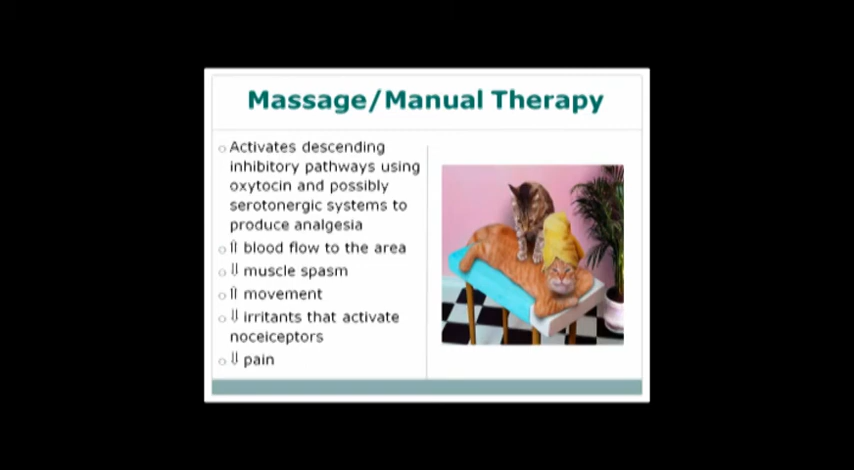 Massage/Manual Therapy
○ Activates descending
inhibitory pathways using
oxytocin and possibly
serotonergic systems to
produce analgesia
○ ⇑ blood flow to the area
○ ⇓ muscle spasm
○ ⇑ movement
○ ⇓ irritants that activate
noceiceptors
○ ⇓ pain